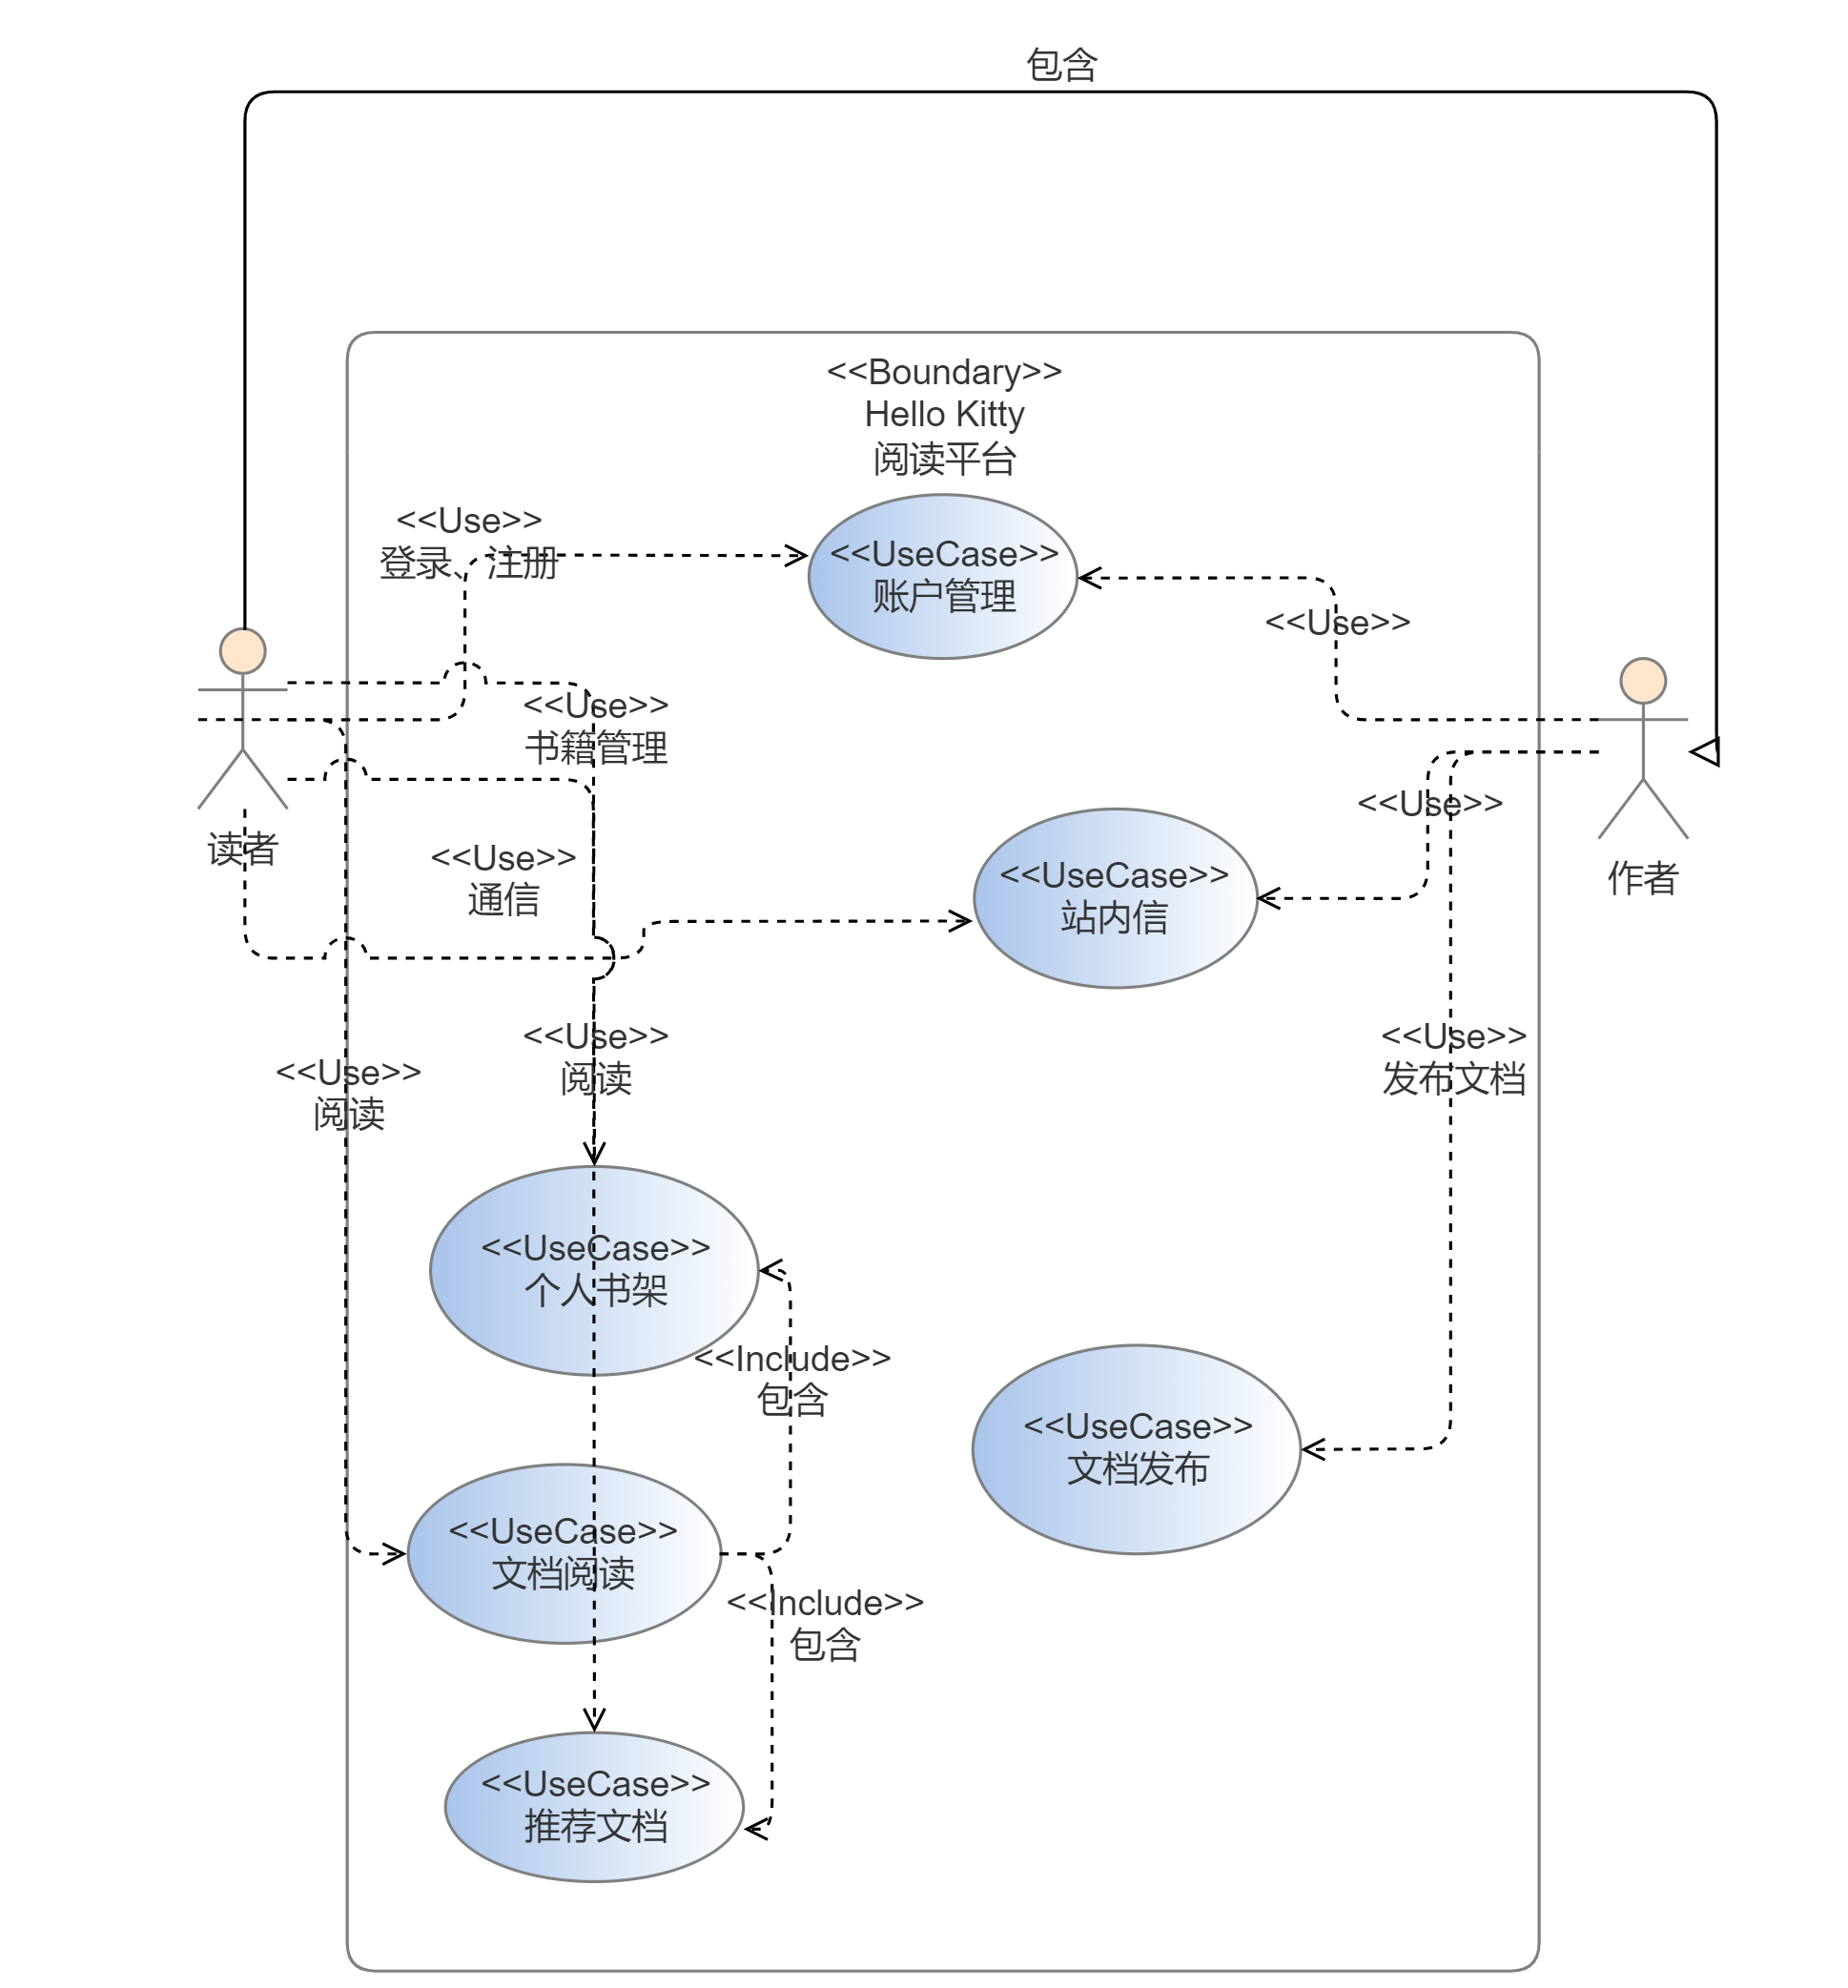 包含
<<Boundary>>
Hello Kitty
阅读平台
<<Use>>
登录、注册
<<UseCase>>
账户管理
<<Use>>
<<Use>>
书籍管理
<<Use>>
读者
<<Use>>
通信
<<UseCase>>
站内信
作者
<<Use>>
阅读
<<Use>>
发布文档
<<Use>>
阅读
<<UseCase>>
个人书架
<<Include>>
包含
<<UseCase>>
文档发布
<<UseCase>>
文档阅读
<<Include>>
包含
<<UseCase>>
推荐文档